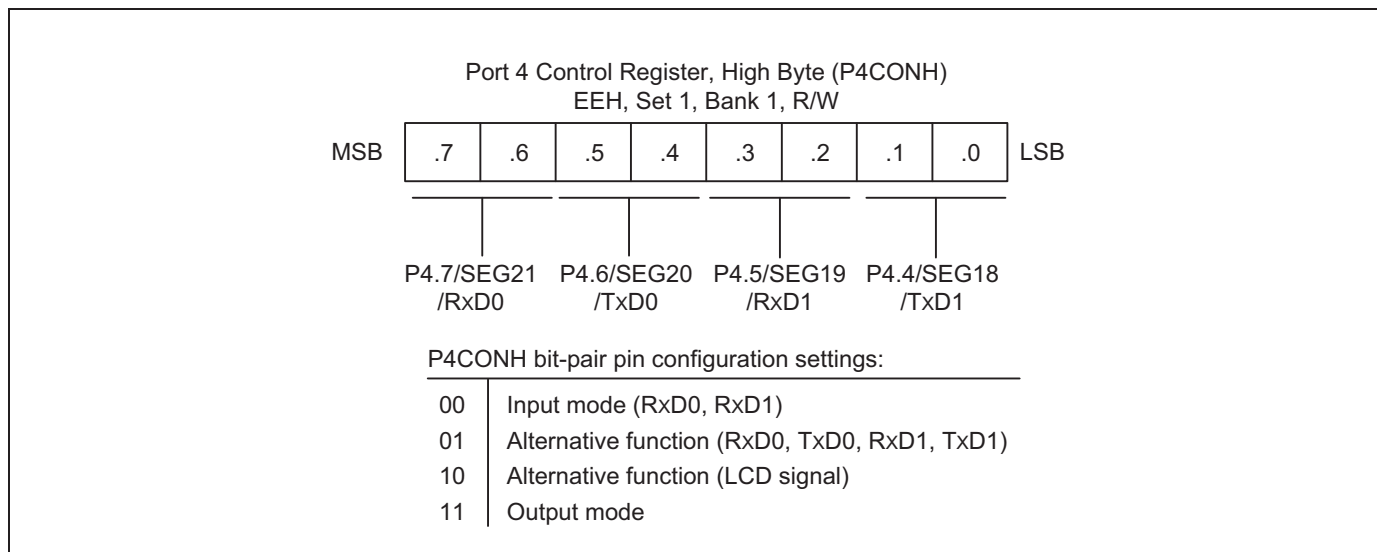 Port 4 Control Register, High Byte (P4CONH)
EEH, Set 1, Bank 1, R/W
MSB .7 .6 .5 .4 .3 .2 .1 .0 LSB
P4.7/SEG21 P4.6/SEG20 P4.5/SEG19 P4.4/SEG18
/RxD0 /TxD0 /RxD1 /TxD1
P4CONH bit-pair pin configuration settings:
00 Input mode (RxD0, RxD1)
01 Alternative function (RxD0, TxD0, RxD1, TxD1)
10 Alternative function (LCD signal)
11 Output mode